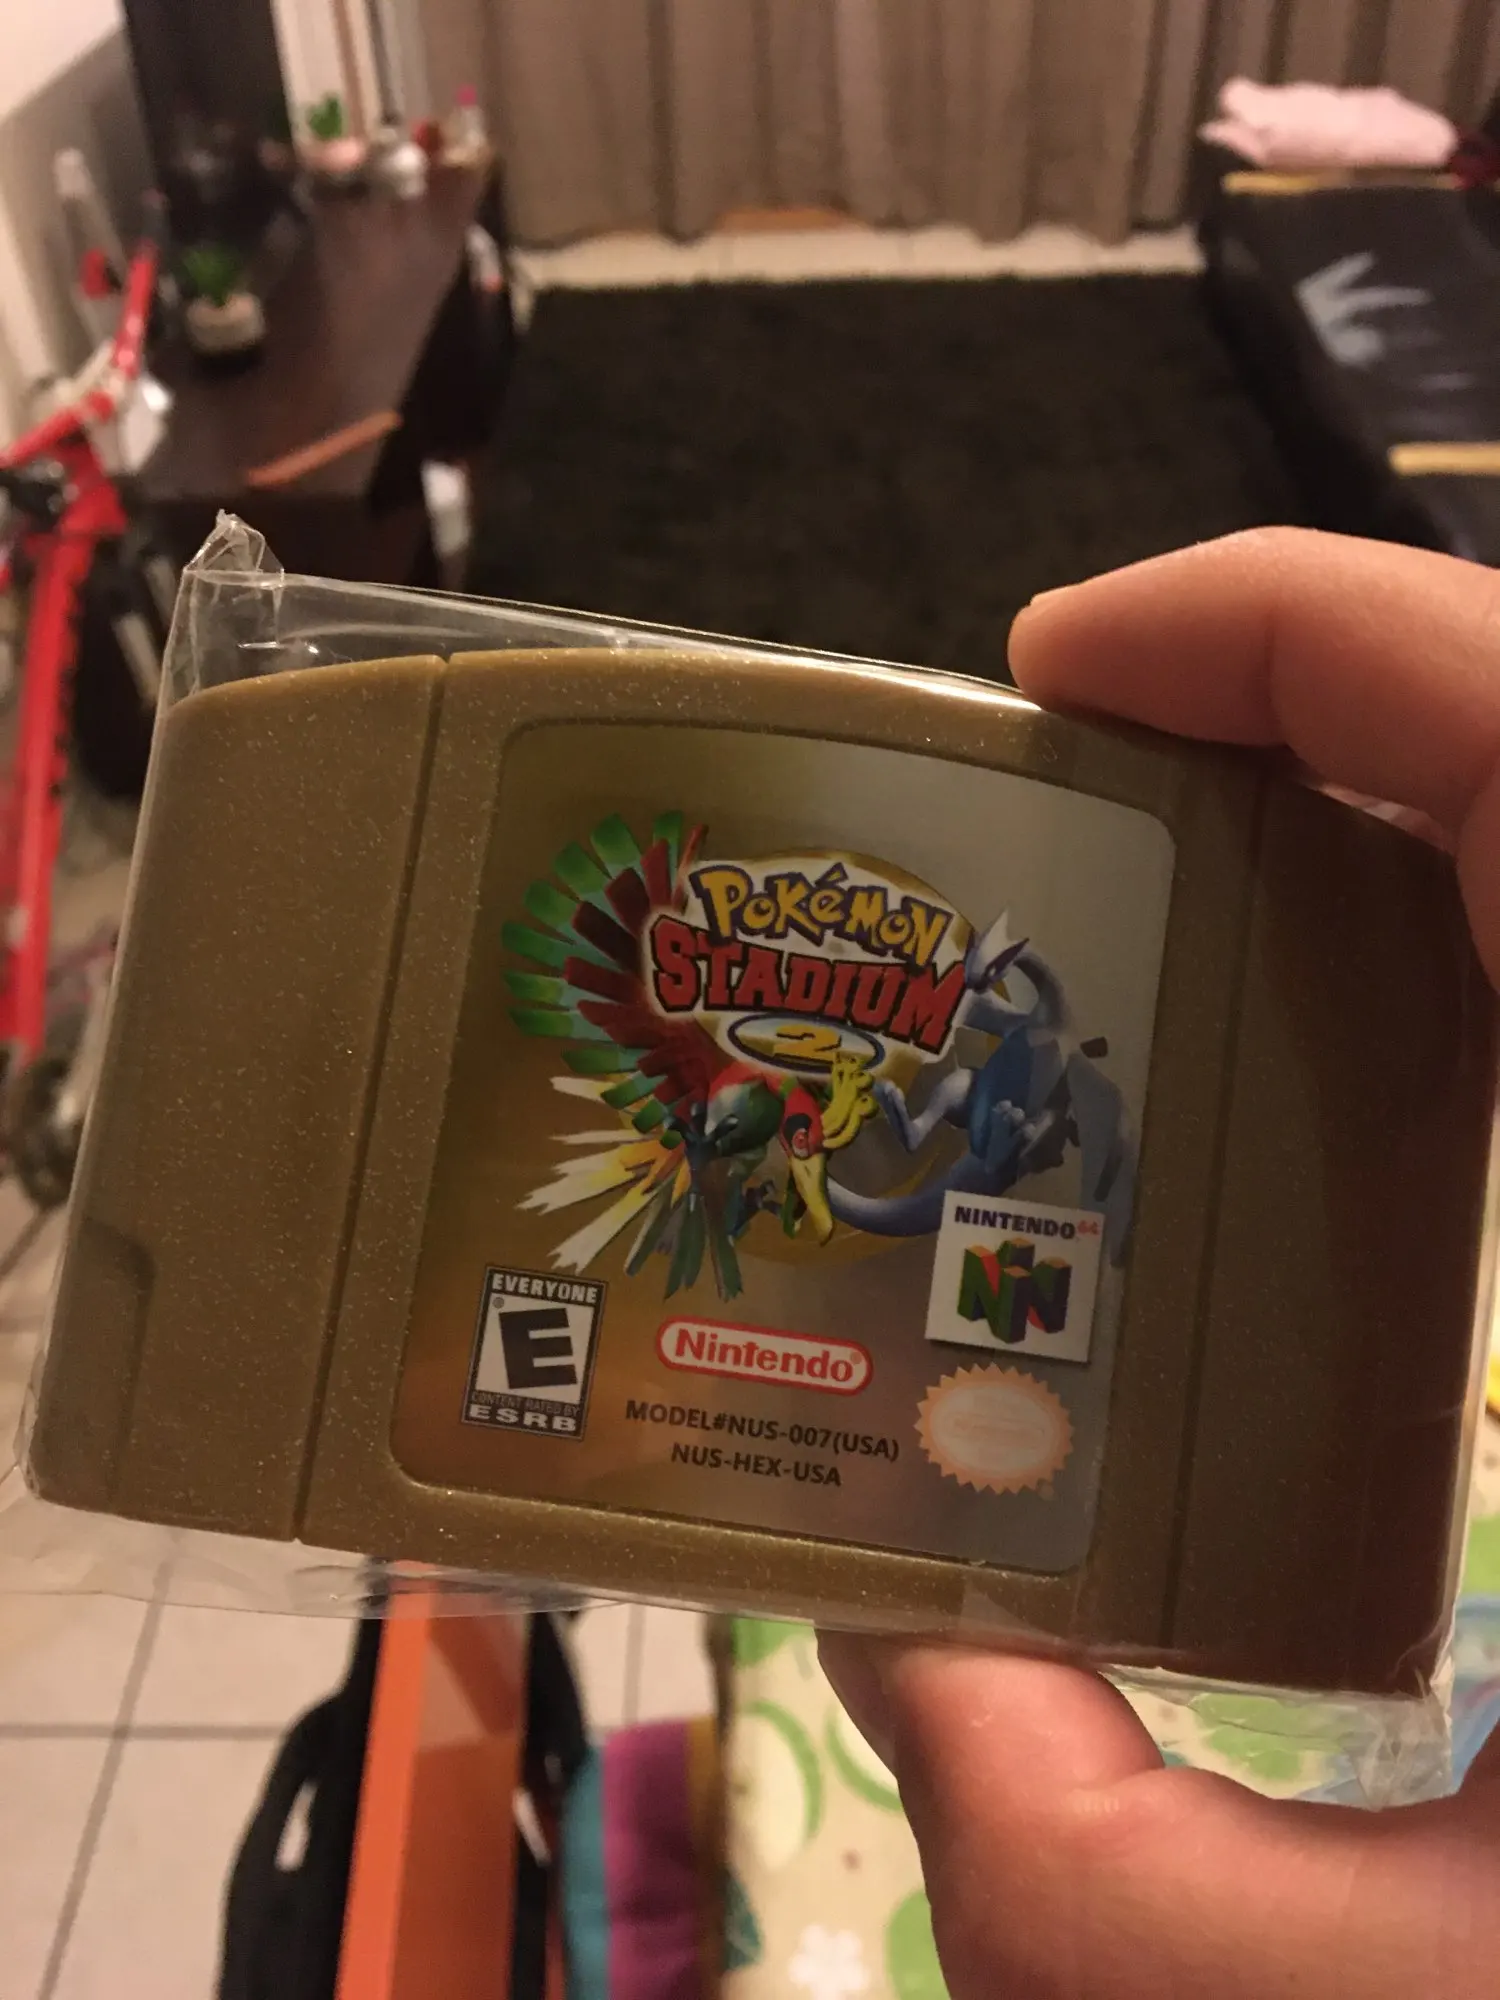 POKéMON
STADIUM
2
NINTENDO64
EVERYONE
E
CONTENT RATED BY
ESRB
Nintendo®
MODEL#NUS-007(USA)
NUS-HEX-USA